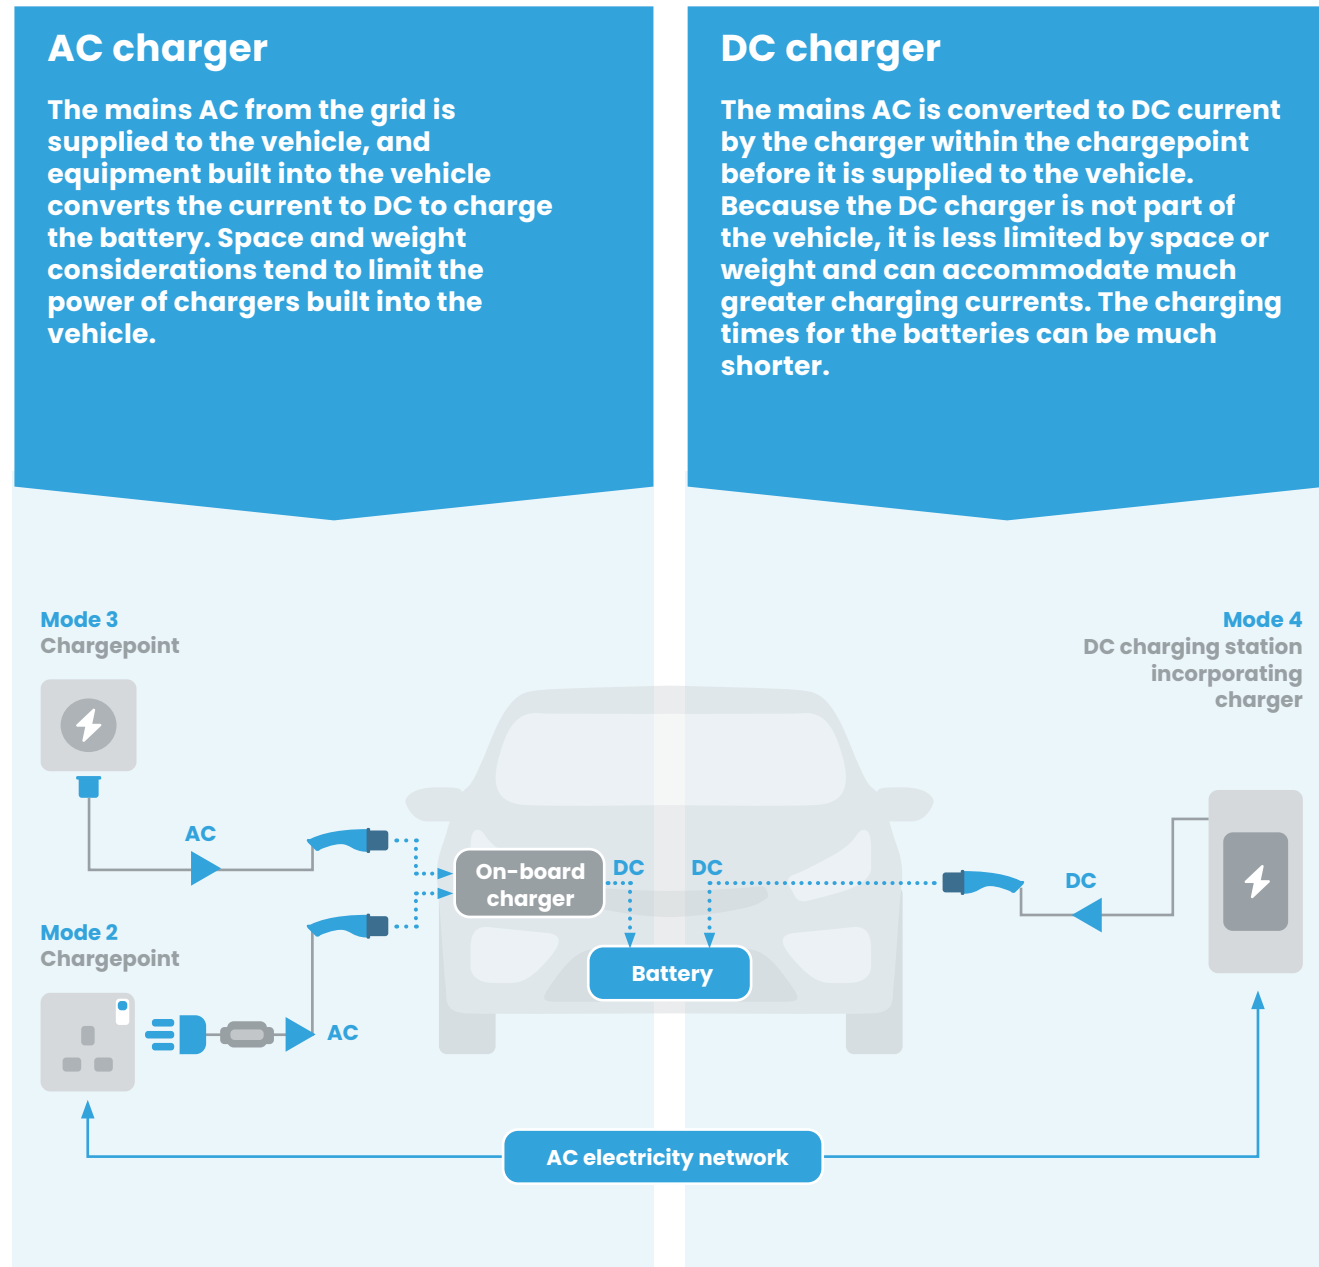 AC charger
The mains AC from the grid is
supplied to the vehicle, and
equipment built into the vehicle
converts the current to DC to charge
the battery. Space and weight
considerations tend to limit the
power of chargers built into the
vehicle.
DC charger
The mains AC is converted to DC current
by the charger within the chargepoint
before it is supplied to the vehicle.
Because the DC charger is not part of
the vehicle, it is less limited by space or
weight and can accommodate much
greater charging currents. The charging
times for the batteries can be much
shorter.
Mode 3
Chargepoint
AC
Mode 2
Chargepoint
AC
On-board
charger
DC
DC
Battery
Mode 4
DC charging station
incorporating
charger
DC
AC electricity network